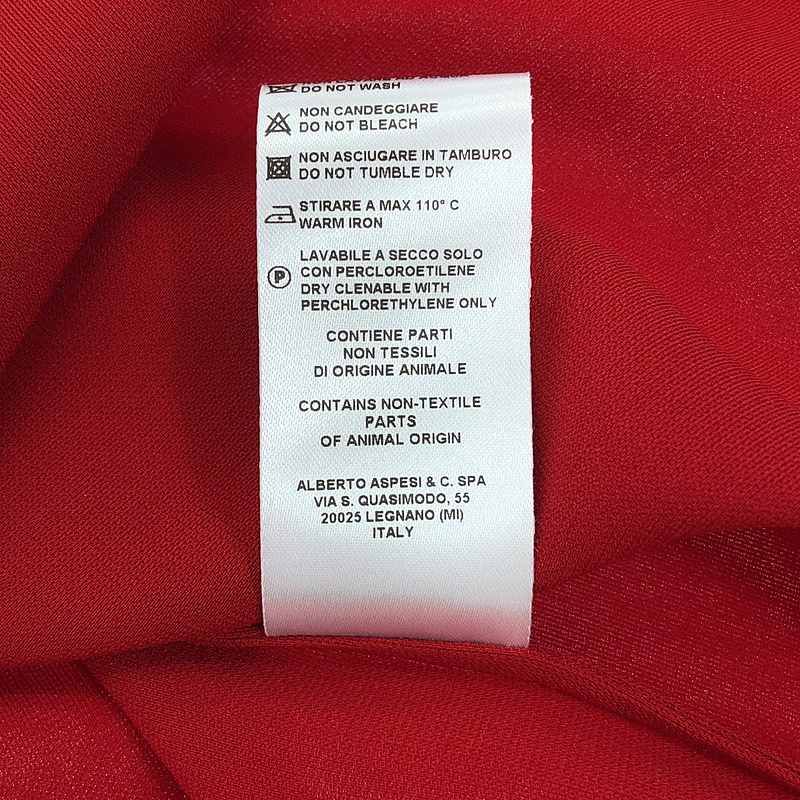 DO NOT WASH
NON CANDEGGIARE
DO NOT BLEACH
NON ASCIUGARE IN TAMBURO
DO NOT TUMBLE DRY
STIRARE A MAX 110° C
WARM IRON
LAVABILE A SECCO SOLO
P CON PERCLOROETILENE
DRY CLENABLE WITH
PERCHLORETHYLENE ONLY
CONTIENE PARTI
NON TESSILI
DI ORIGINE ANIMALE
CONTAINS NON-TEXTILE
PARTS
OF ANIMAL ORIGIN
ALBERTO ASPESI & C. SPA
VIA S. QUASIMODO, 55
20025 LEGNANO (MI)
ITALY